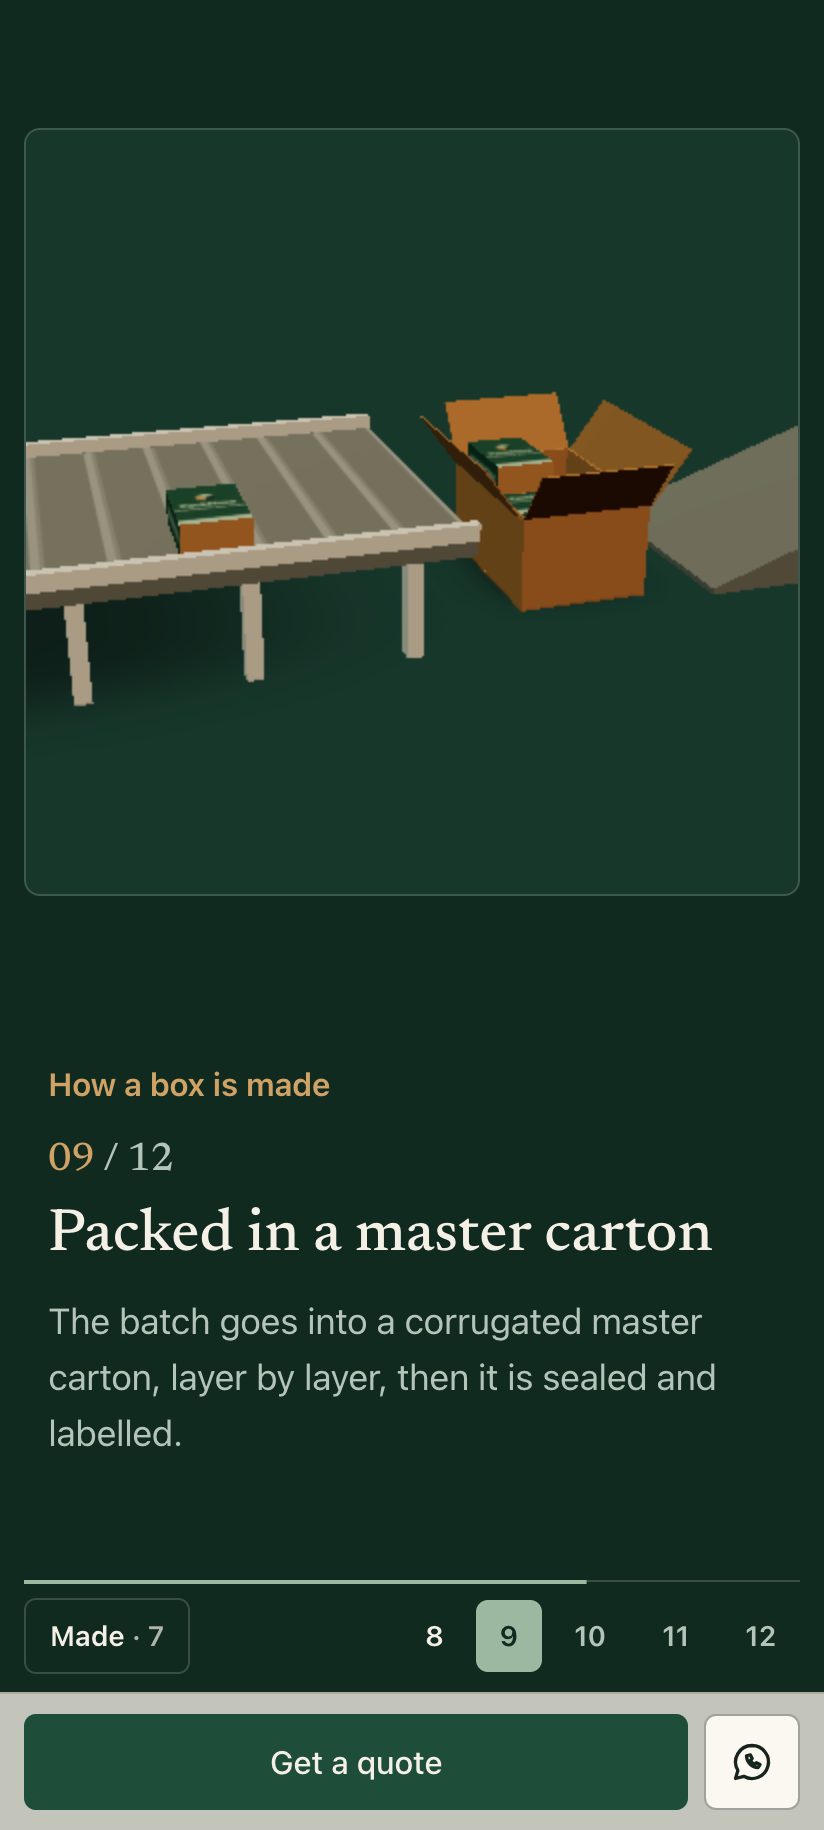 How a box is made
09 / 12
Packed in a master carton
The batch goes into a corrugated master
carton, layer by layer, then it is sealed and
labelled.
Made · 7
8
9
10
11
12
Get a quote